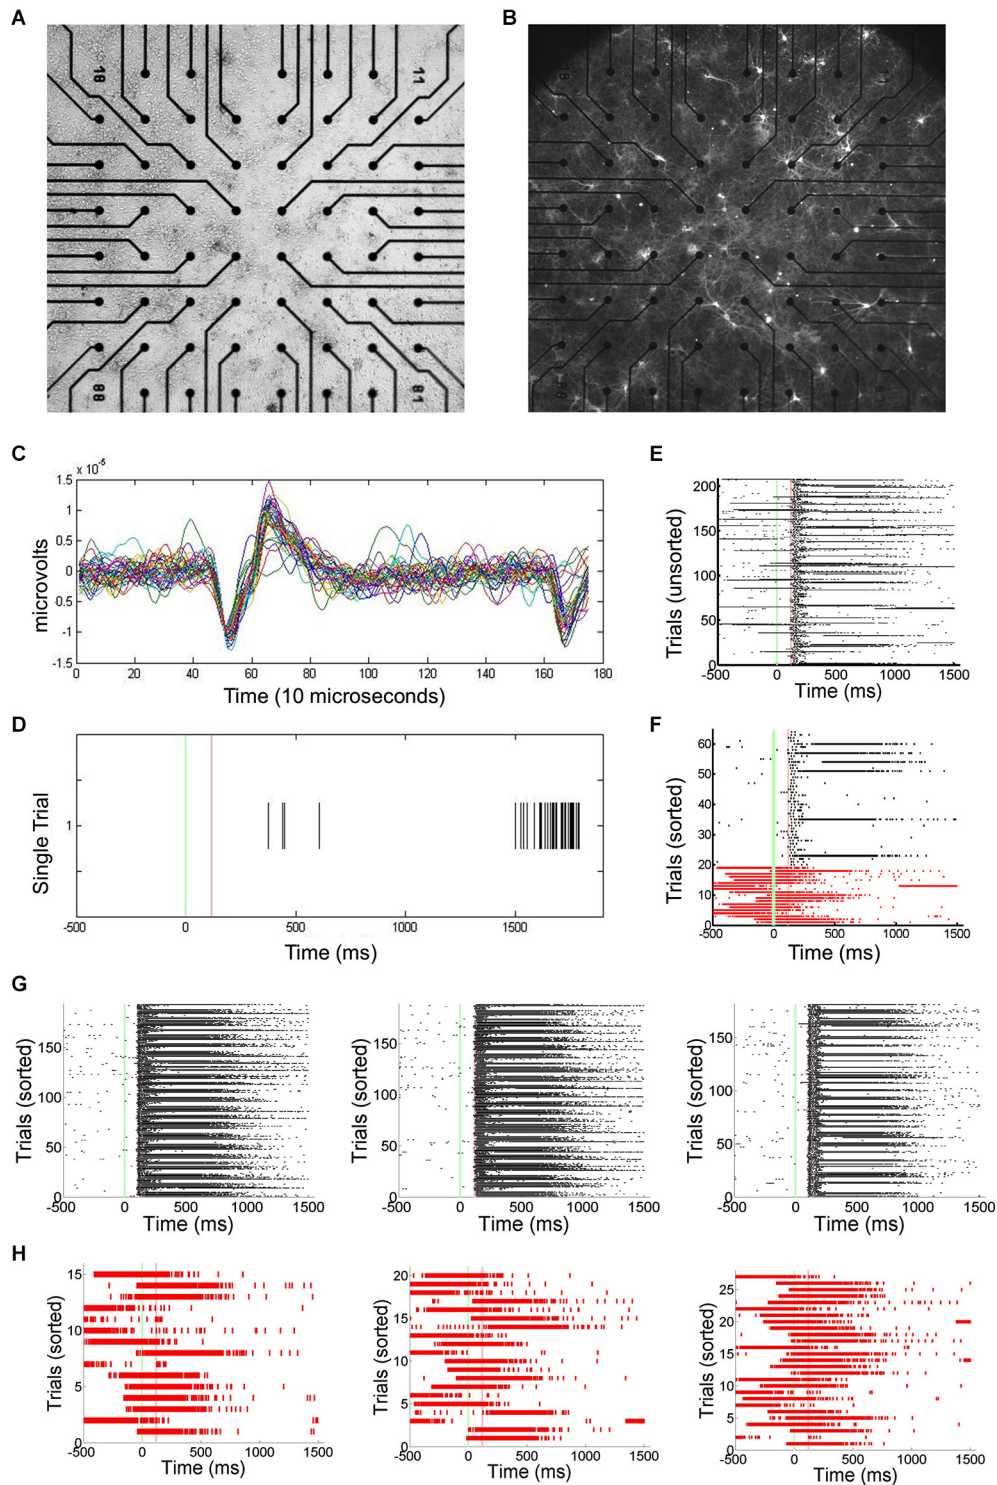 A
B
18
11
88
81
18
11
81
C
x 10⁻⁵
1.5
1
0.5
0
-0.5
-1
-1.5
microvolts
0 20 40 60 80 100 120 140 160 180
Time (10 microseconds)
E
Trials (unsorted)
200
150
100
50
0
-500 0 500 1000 1500
Time (ms)
D
Single Trial
1
-500 0 500 1000 1500
Time (ms)
F
Trials (sorted)
60
50
40
30
20
10
0
-500 0 500 1000 1500
Time (ms)
G
Trials (sorted)
150
100
50
0
-500 0 5000 1000 1500
Time (ms)
Trials (sorted)
150
100
50
0
-500 0 500 1000 1500
Time (ms)
Trials (sorted)
150
100
50
0
-500 0 500 1000 1500
Time (ms)
H
Trials (sorted)
15
10
5
0
-500 0 500 1000 1500
Time (ms)
Trials (sorted)
20
15
10
5
0
-500 0 500 1000 1500
Time (ms)
Trials (sorted)
25
20
15
10
5
0
-500 0 500 1000 1500
Time (ms)